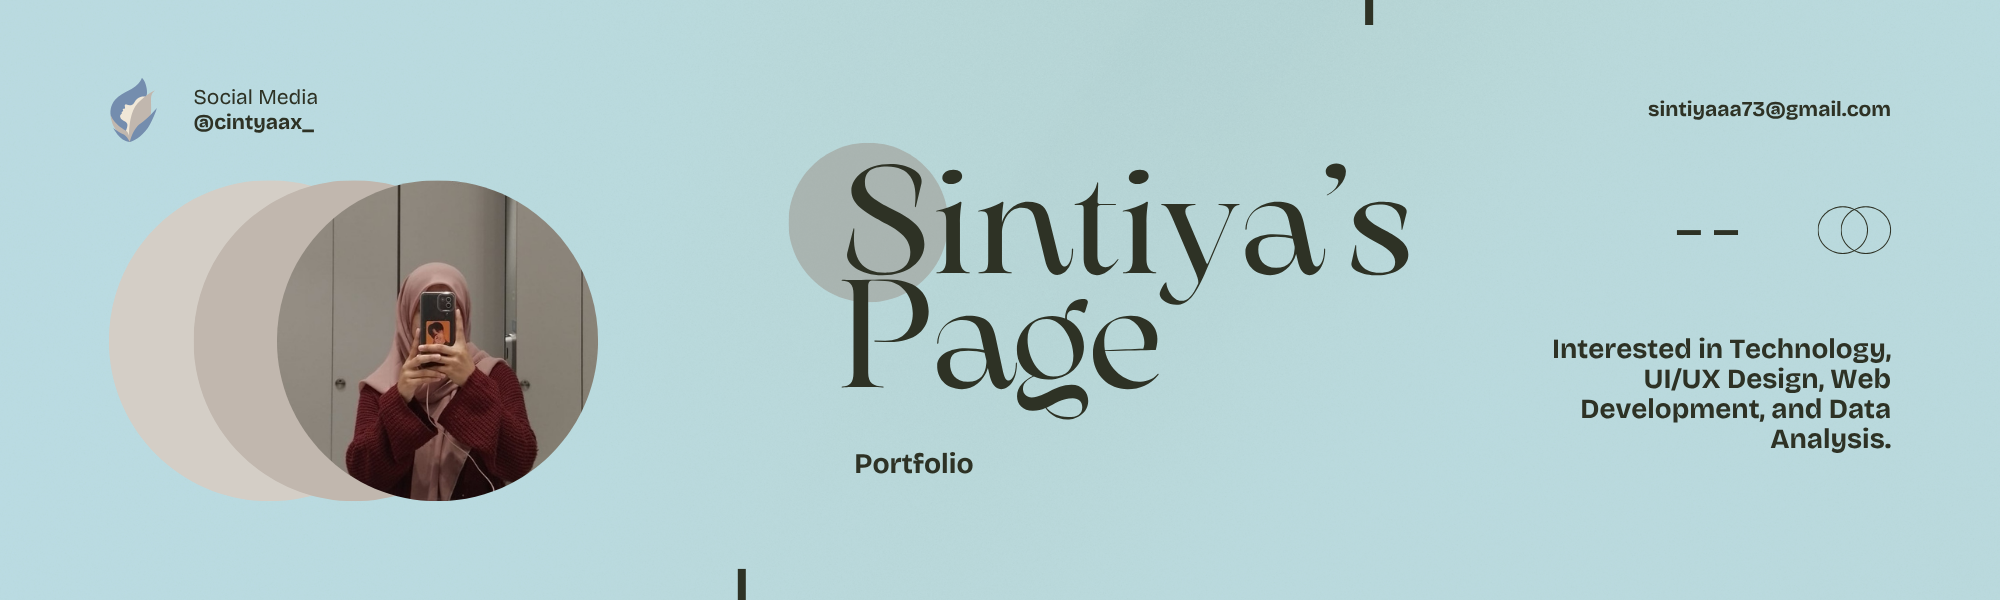 Social Media
@cintyaax_
sintiyaaa73@gmail.com
Sintiya’s
Page
Portfolio
Interested in Technology,
UI/UX Design, Web
Development, and Data
Analysis.